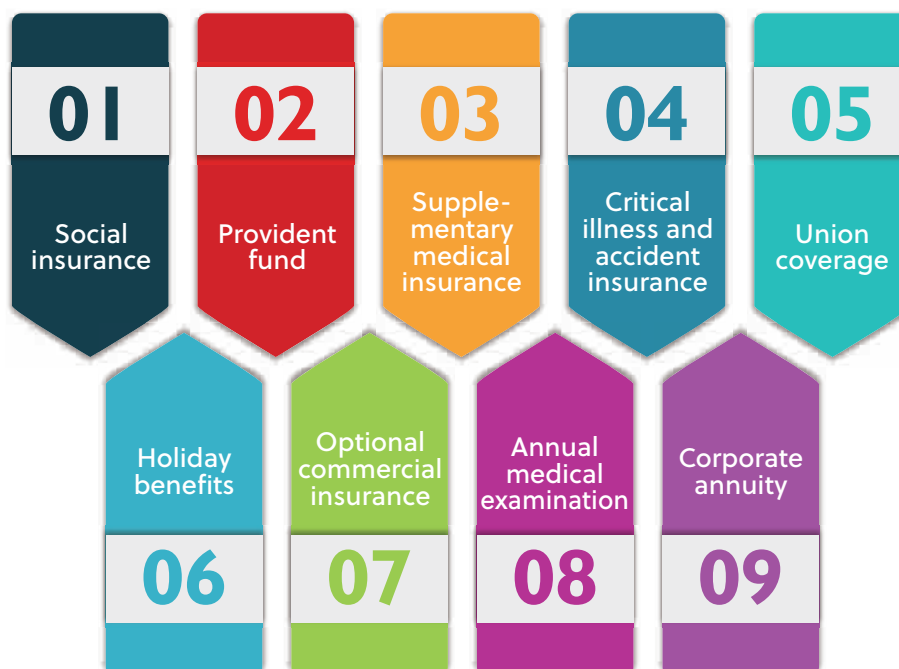 01
Social
insurance
02
Provident
fund
03
Supple-
mentary
medical
insurance
04
Critical
illness and
accident
insurance
05
Union
coverage
Holiday
benefits
06
Optional
commercial
insurance
07
Annual
medical
examination
08
Corporate
annuity
09